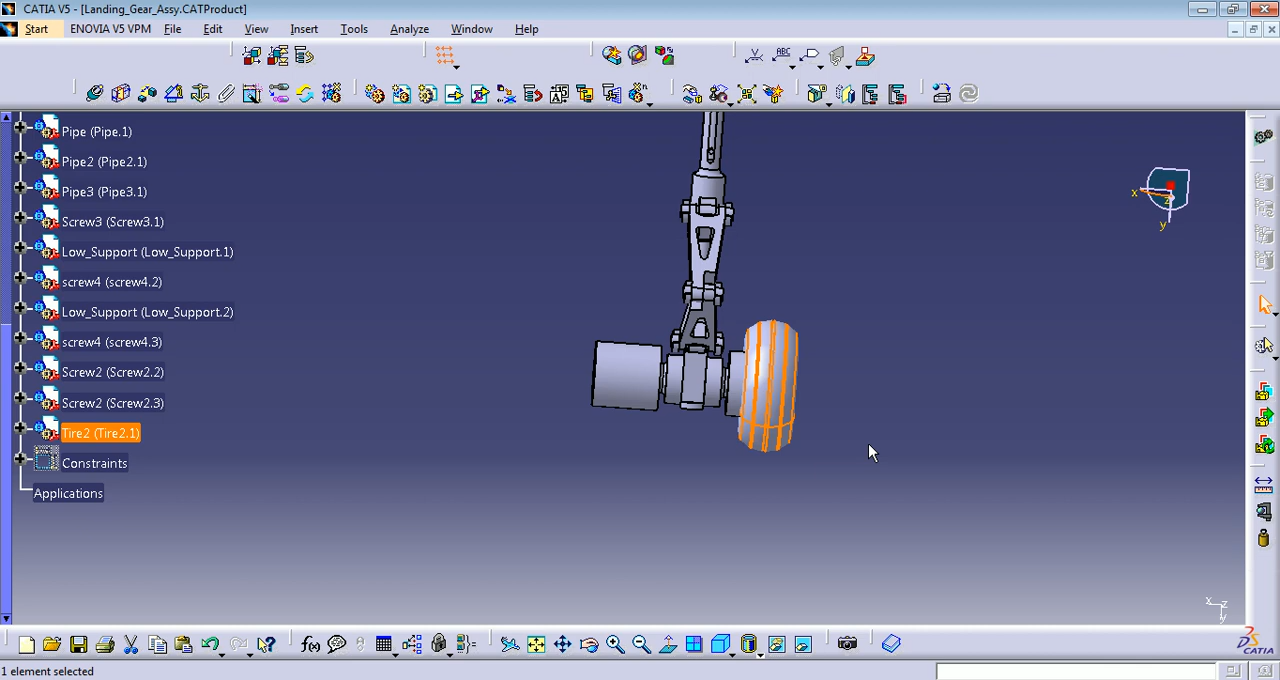 CATIA V5 - [Landing_Gear_Assy.CATProduct]
Start ENOVIA V5 VPM File Edit View Insert Tools Analyze Window Help
ABC
Pipe (Pipe.1)
Pipe2 (Pipe2.1)
Pipe3 (Pipe3.1)
Screw3 (Screw3.1)
Low_Support (Low_Support.1)
screw4 (screw4.2)
Low_Support (Low_Support.2)
screw4 (screw4.3)
Screw2 (Screw2.2)
Screw2 (Screw2.3)
Tire2 (Tire2.1)
Constraints
Applications
x
z
y
x z
y
f(x)
CATIA
1 element selected